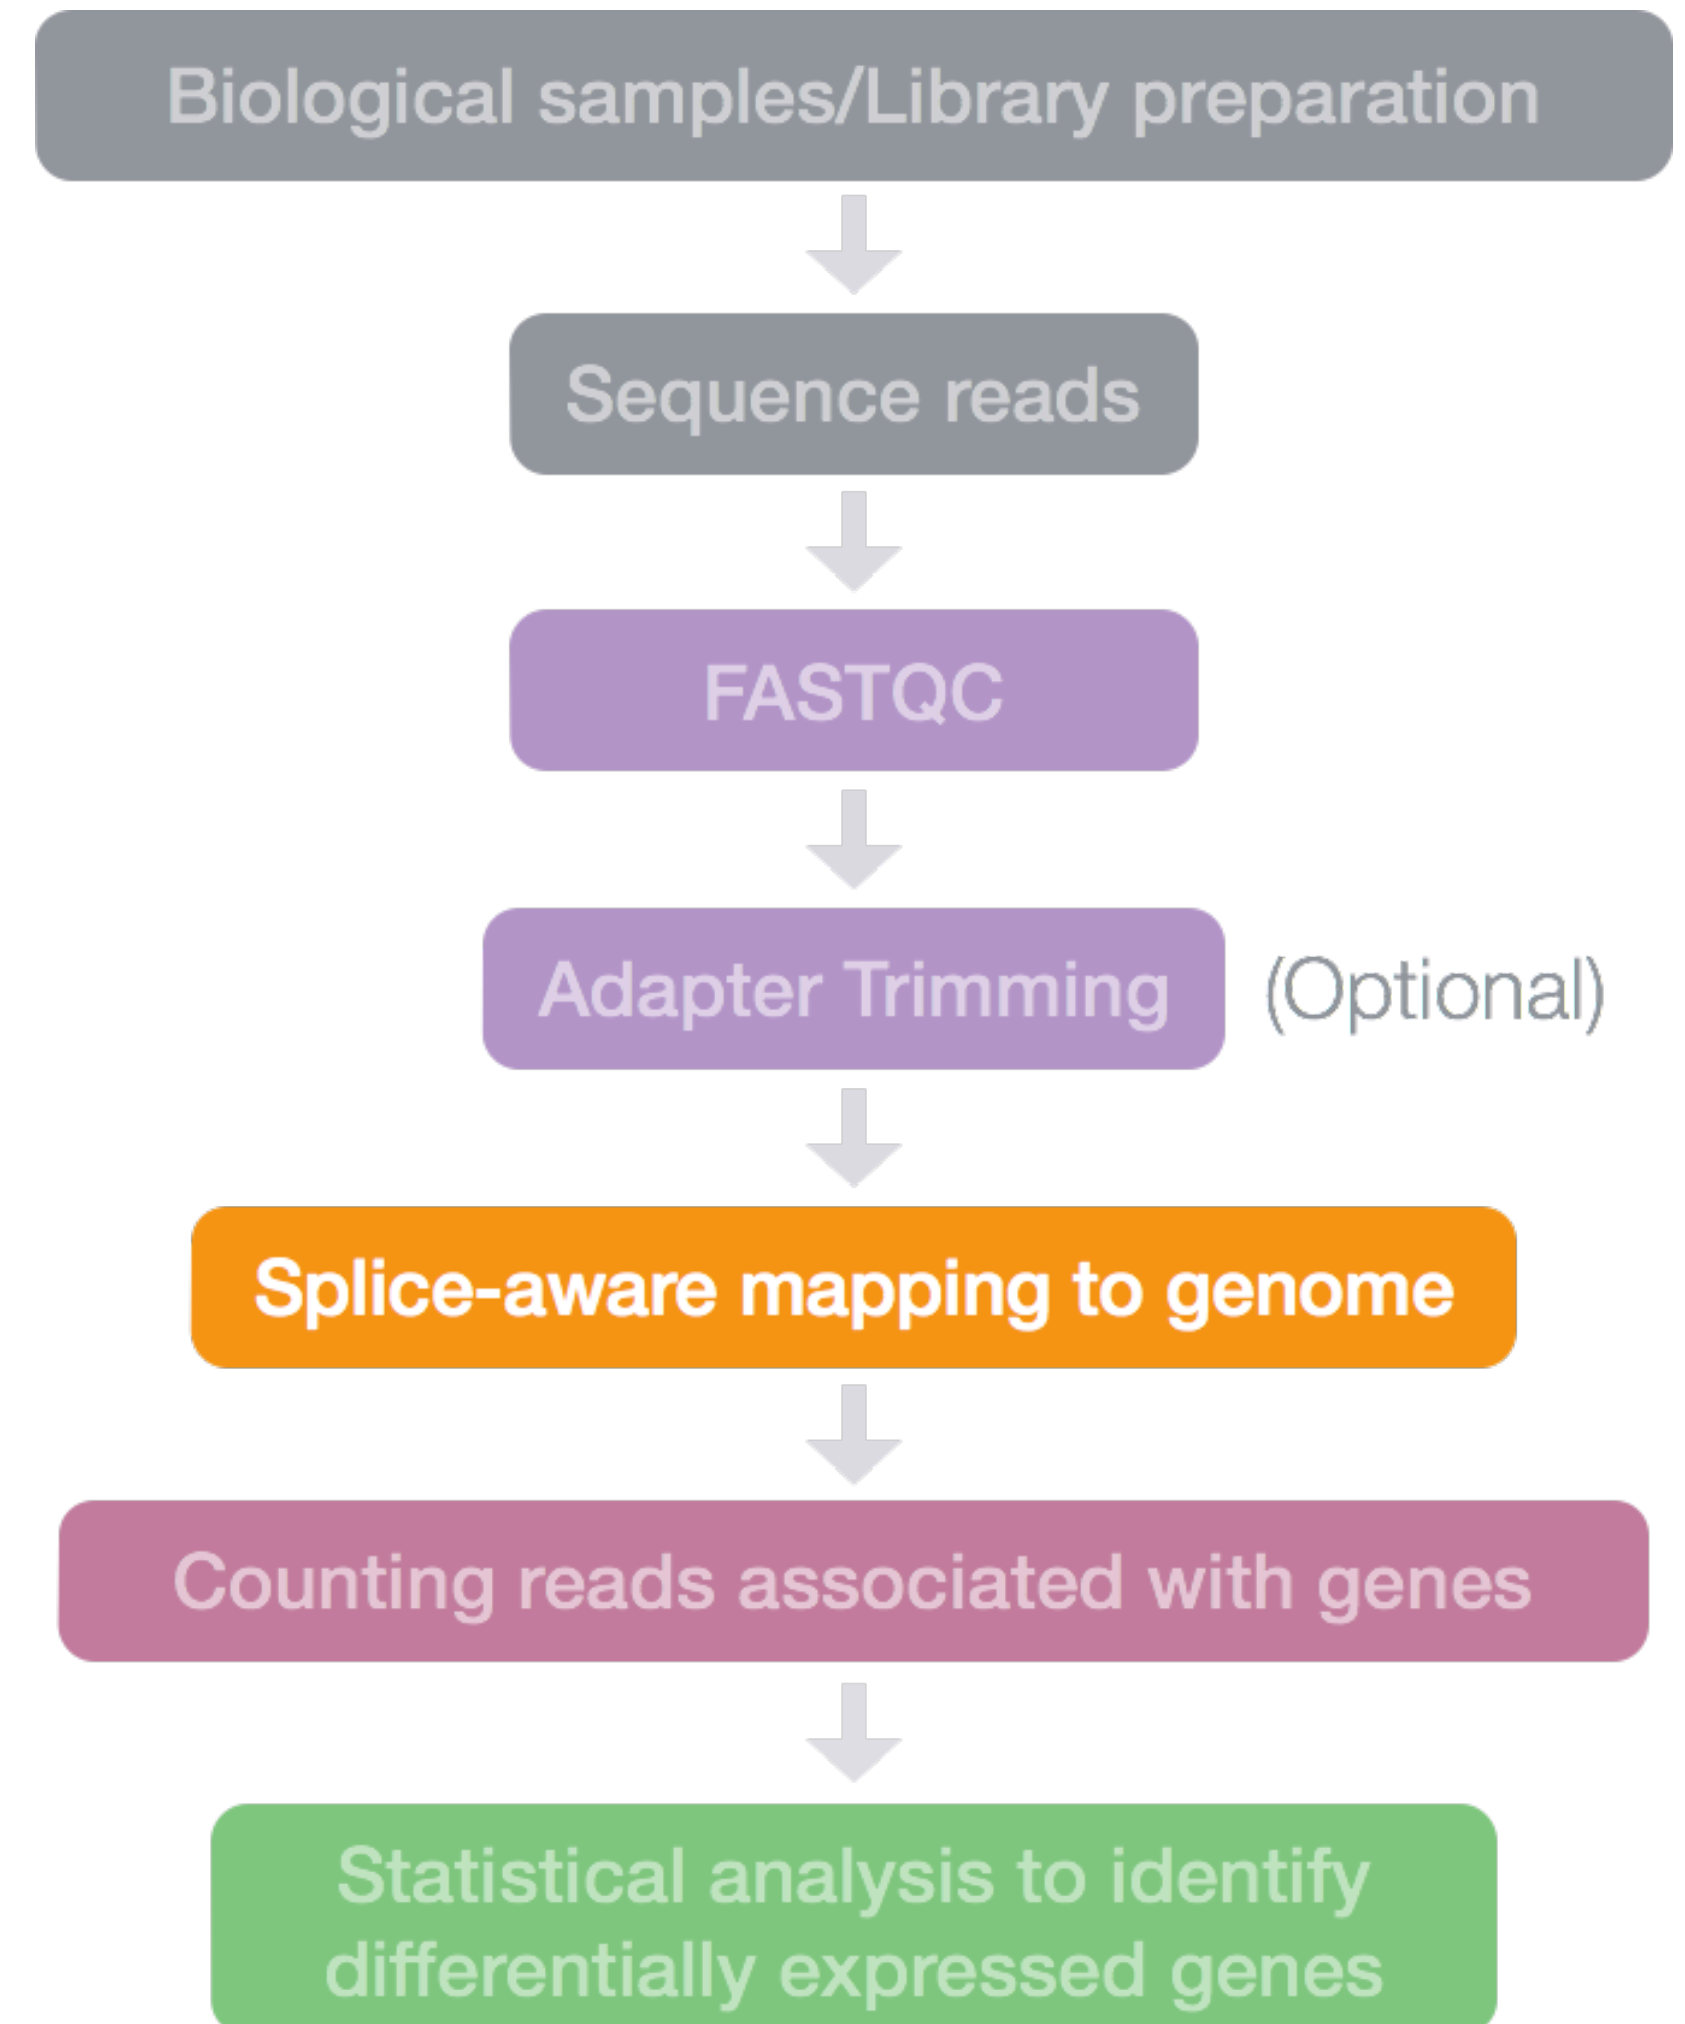 Biological samples/Library preparation
Sequence reads
FASTQC
Adapter Trimming (Optional)
Splice-aware mapping to genome
Counting reads associated with genes
Statistical analysis to identify
differentially expressed genes